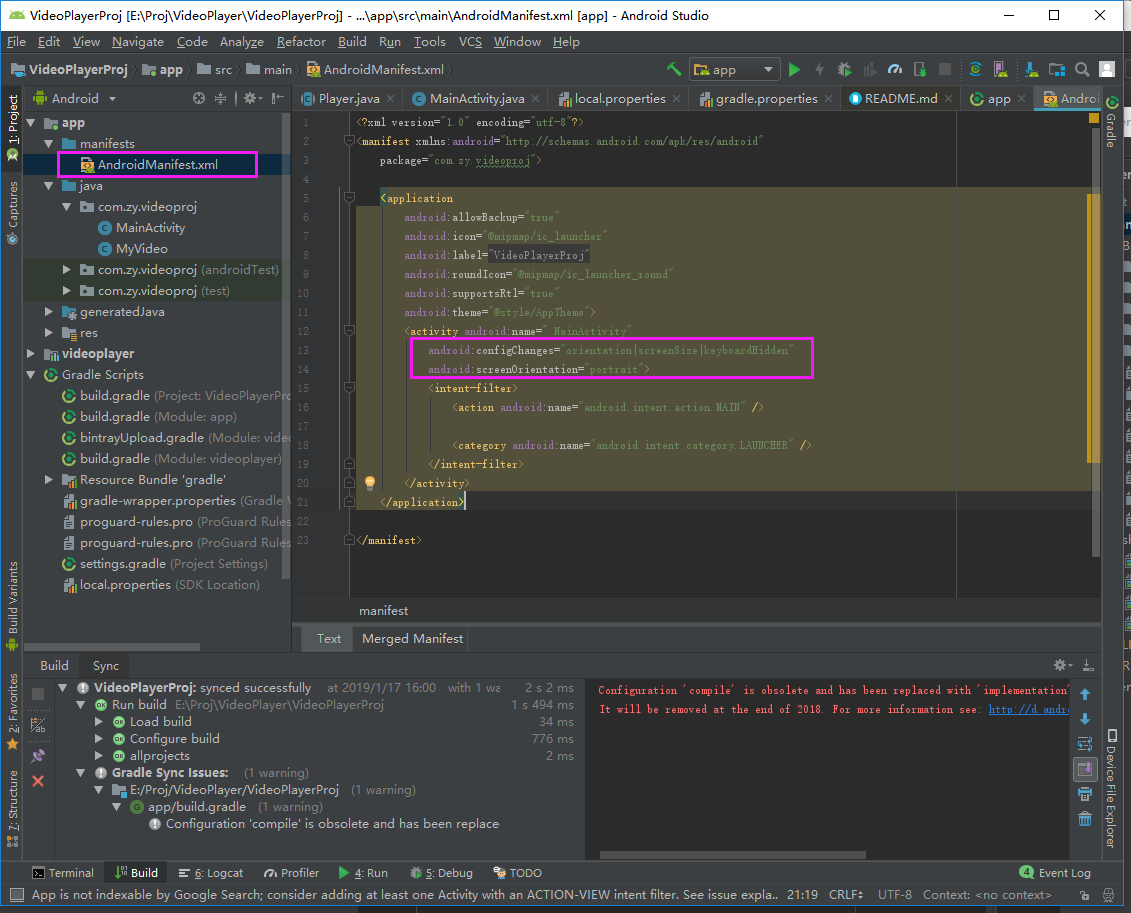 VideoPlayerProj [E:\Proj\VideoPlayer\VideoPlayerProj] - ...\app\src\main\AndroidManifest.xml [app] - Android Studio
File Edit View Navigate Code Analyze Refactor Build Run Tools VCS Window Help
VideoPlayerProj app src main AndroidManifest.xml app
1: Project
Captures
Build Variants
2: Favorites
7: Structure
Android
app
manifests
AndroidManifest.xml
java
com.zy.videoproj
MainActivity
MyVideo
com.zy.videoproj (androidTest)
com.zy.videoproj (test)
generatedJava
res
videoplayer
Gradle Scripts
build.gradle (Project: VideoPlayerPro
build.gradle (Module: app)
bintrayUpload.gradle (Module: video
build.gradle (Module: videoplayer)
Resource Bundle 'gradle'
gradle-wrapper.properties (Gradle V
proguard-rules.pro (ProGuard Rules
proguard-rules.pro (ProGuard Rules
settings.gradle (Project Settings)
local.properties (SDK Location)
Player.java MainActivity.java local.properties gradle.properties README.md app Androi
1 <?xml version="1.0" encoding="utf-8"?>
2 <manifest xmlns:android="http://schemas.android.com/apk/res/android"
3 package="com.zy.videoproj">
4
5 <application
6 android:allowBackup="true"
7 android:icon="@mipmap/ic_launcher"
8 android:label="VideoPlayerProj"
9 android:roundIcon="@mipmap/ic_launcher_round"
10 android:supportsRtl="true"
11 android:theme="@style/AppTheme">
12 <activity android:name=".MainActivity"
13 android:configChanges="orientation|screenSize|keyboardHidden"
14 android:screenOrientation="portrait">
15 <intent-filter>
16 <action android:name="android.intent.action.MAIN" />
17
18 <category android:name="android.intent.category.LAUNCHER" />
19 </intent-filter>
20 </activity>
21 </application>
22
23 </manifest>
manifest
Text Merged Manifest
Gradle
Device File Explorer
Build Sync
VideoPlayerProj: synced successfully at 2019/1/17 16:00 with 1 wa 2 s 2 ms
Run build E:\Proj\VideoPlayer\VideoPlayerProj 1 s 494 ms
Load build 34 ms
Configure build 776 ms
allprojects 2 ms
Gradle Sync Issues: (1 warning)
E:/Proj/VideoPlayer/VideoPlayerProj (1 warning)
app/build.gradle (1 warning)
Configuration 'compile' is obsolete and has been replace
Configuration 'compile' is obsolete and has been replaced with 'implementation'
It will be removed at the end of 2018. For more information see: http://d.andro
Terminal Build 6: Logcat Profiler 4: Run 5: Debug TODO 4 Event Log
App is not indexable by Google Search; consider adding at least one Activity with an ACTION-VIEW intent filter. See issue expla.. 21:19 CRLF UTF-8 Context: <no context>